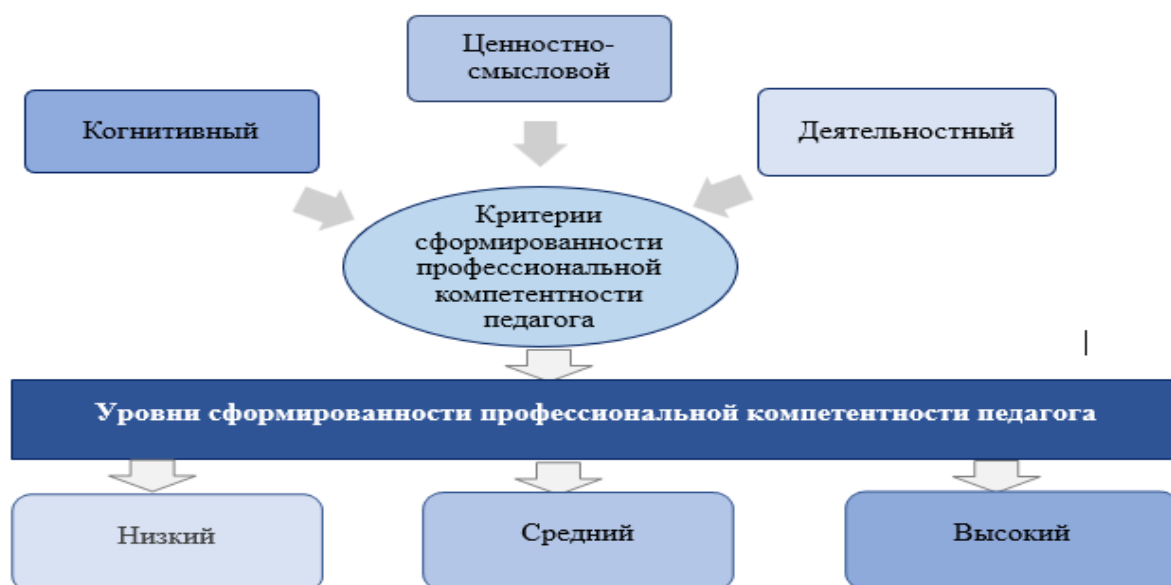 Ценностно-
смысловой
Когнитивный
Деятельностный
Критерии
сформированности
профессиональной
компетентности
педагога
Уровни сформированности профессиональной компетентности педагога
Низкий
Средний
Высокий